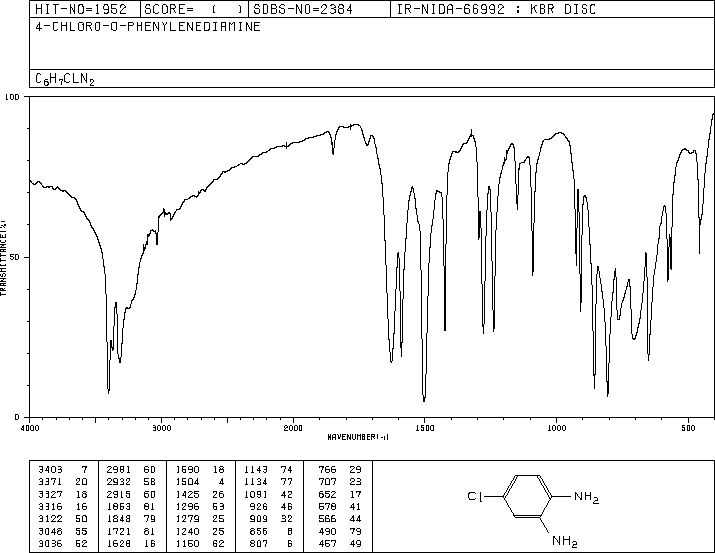 HIT-NO=1952 SCORE= ( ) SDBS-NO=2384 IR-NIDA-66992 : KBR DISC
4-CHLORO-O-PHENYLENEDIAMINE
C6H7CLN2
100
50
0
TRANSMITTANCE(%)
4000 3000 2000 1500 1000 500
WAVENUMBER(-1)
3403 7 2981 60 1590 18 1143 74 766 29
3371 20 2932 58 1504 4 1134 77 707 23
3327 18 2915 60 1425 26 1091 42 652 17
3316 16 1863 81 1296 53 926 46 578 41
3122 50 1848 79 1279 25 909 32 566 44
3048 55 1721 81 1240 25 856 8 490 79
3036 52 1628 16 1150 62 807 6 457 49
Cl
NH2
NH2